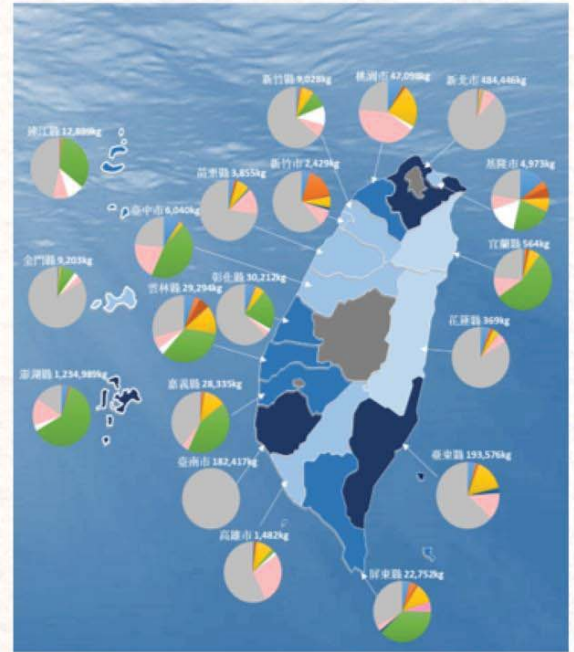 新竹縣 9,028kg
桃園市 67,098kg
新北市 484,446kg
連江縣 12,889kg
苗栗縣 3,855kg
新竹市 2,429kg
基隆市 4,973kg
臺中市 6,040kg
宜蘭縣 564kg
金門縣 9,203kg
彰化縣 30,212kg
雲林縣 29,294kg
花蓮縣 369kg
澎湖縣 1,234,989kg
嘉義縣 28,335kg
臺南市 182,417kg
臺東縣 193,576kg
高雄市 1,482kg
屏東縣 22,752kg